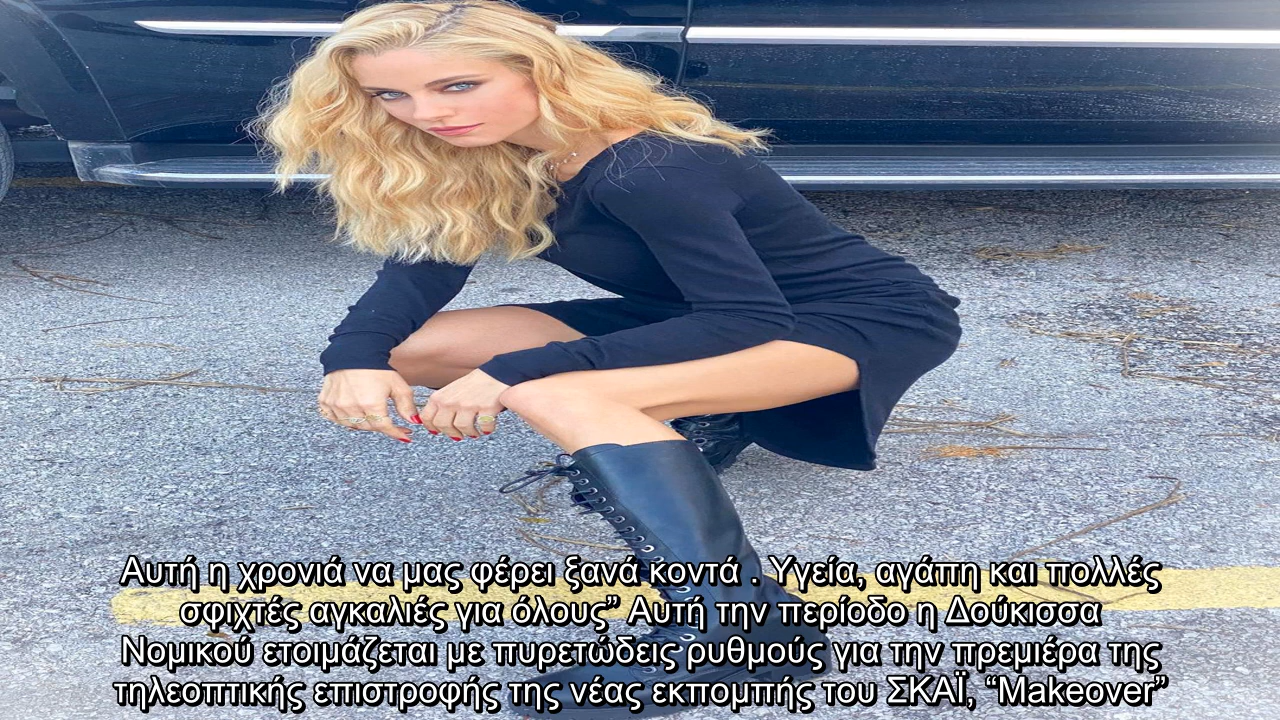 Αυτή η χρονιά να μας φέρει ξανά κοντά . Υγεία, αγάπη και πολλές
σφιχτές αγκαλιές για όλους” Αυτή την περίοδο η Δούκισσα
Νομικού ετοιμάζεται με πυρετώδεις ρυθμούς για την πρεμιέρα της
τηλεοπτικής επιστροφής της νέας εκπομπής του ΣΚΑΪ, “Makeover”